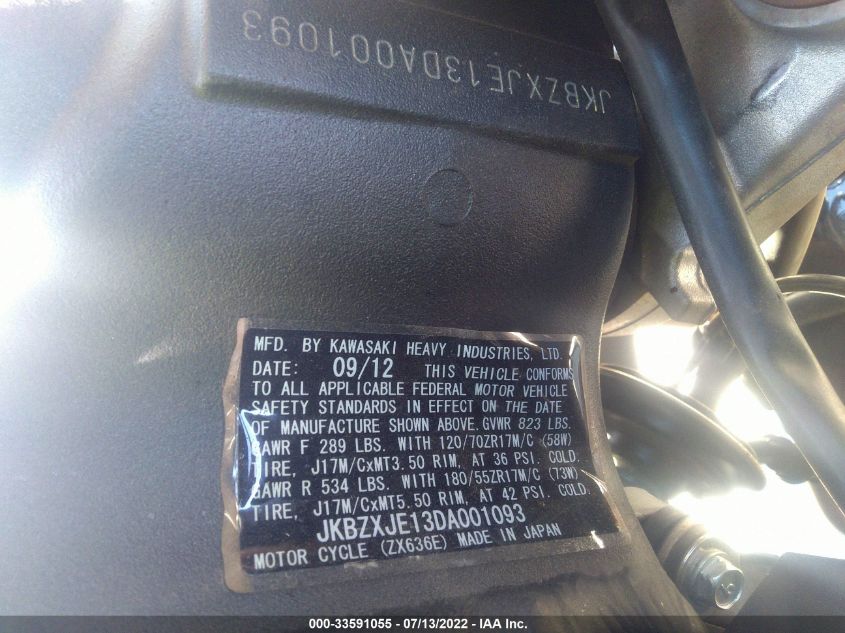 JKBZXJE13DA001093
MFD. BY KAWASAKI HEAVY INDUSTRIES, LTD.
DATE: 09/12 THIS VEHICLE CONFORMS
TO ALL APPLICABLE FEDERAL MOTOR VEHICLE
SAFETY STANDARDS IN EFFECT ON THE DATE
OF MANUFACTURE SHOWN ABOVE. GVWR 823 LBS.
GAWR F 289 LBS. WITH 120/70ZR17M/C (58W)
TIRE, J17M/CxMT3.50 RIM, AT 36 PSI. COLD.
GAWR R 534 LBS. WITH 180/55ZR17M/C (73W)
TIRE, J17M/CxMT5.50 RIM, AT 42 PSI. COLD.
JKBZXJE13DA001093
MOTOR CYCLE (ZX636E) MADE IN JAPAN
000-33591055 / 07/13/2022 - IAA Inc.